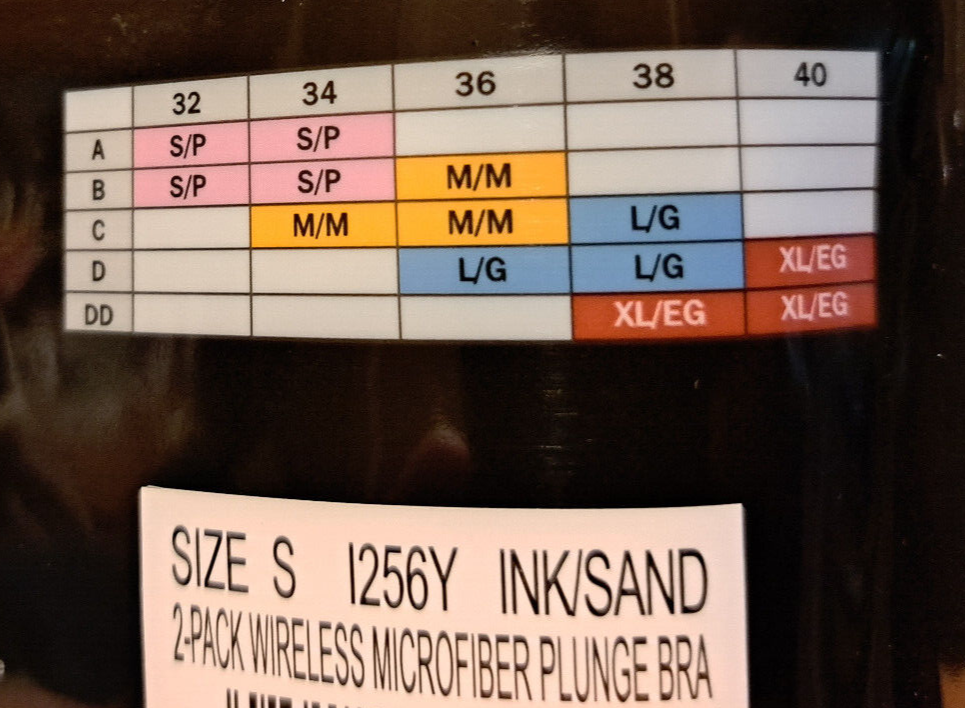 32 34 36 38 40
A S/P S/P
B S/P S/P M/M
C M/M M/M L/G
D L/G L/G XL/EG
DD XL/EG XL/EG
SIZE S I256Y INK/SAND
2-PACK WIRELESS MICROFIBER PLUNGE BRA